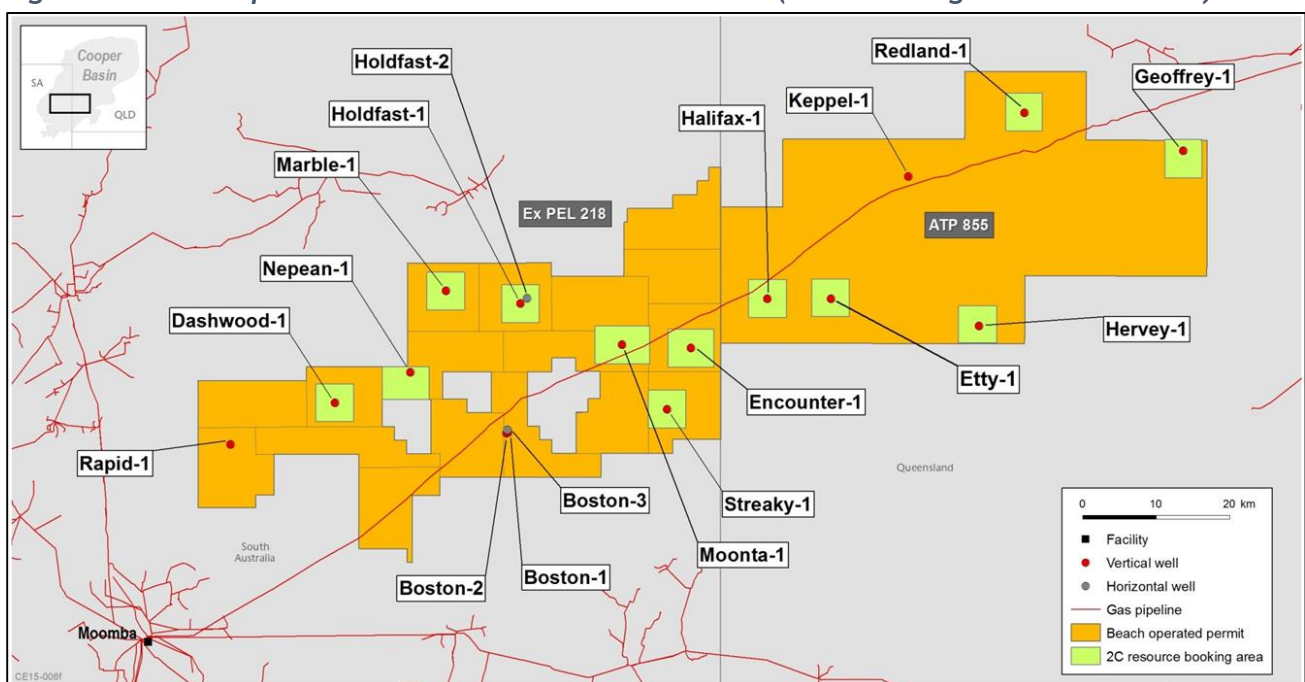 Cooper
Basin
SA
QLD
Holdfast-2
Holdfast-1
Marble-1
Nepean-1
Dashwood-1
Rapid-1
Ex PEL 218
Redland-1
Geoffrey-1
Keppel-1
Halifax-1
ATP 855
Hervey-1
Etty-1
Encounter-1
Streaky-1
Moonta-1
Boston-3
Boston-1
Boston-2
Queensland
South
Australia
Moomba
0 10 20 km
Facility
Vertical well
Horizontal well
Gas pipeline
Beach operated permit
2C resource booking area
CE15-006f